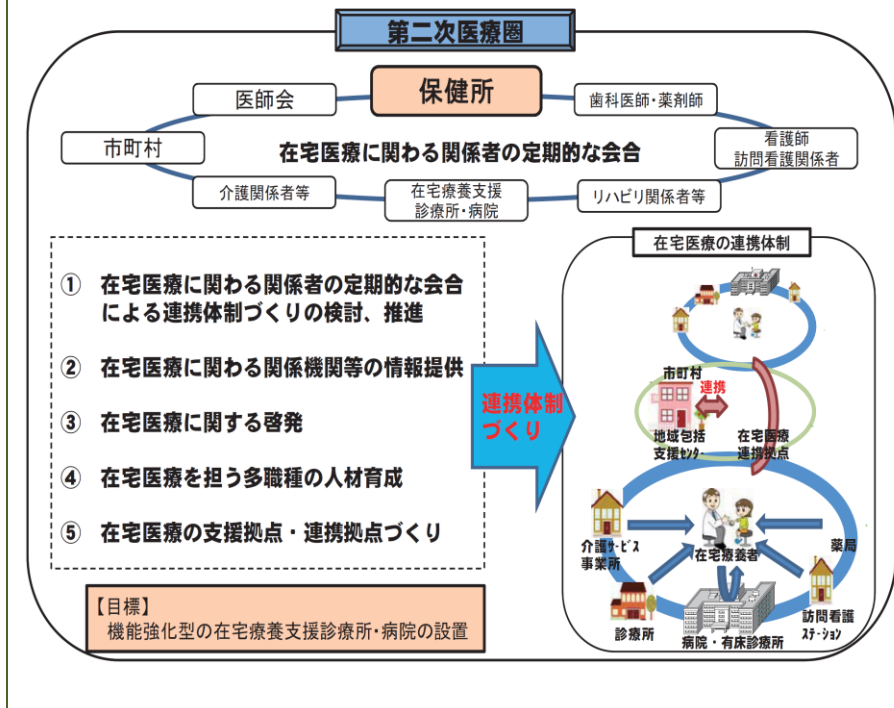 第二次医療圏
保健所
医師会
歯科医師・薬剤師
市町村
在宅医療に関わる関係者の定期的な会合
看護師
訪問看護関係者
介護関係者等
在宅療養支援
診療所・病院
リハビリ関係者等
① 在宅医療に関わる関係者の定期的な会合
による連携体制づくりの検討、推進
② 在宅医療に関わる関係機関等の情報提供
③ 在宅医療に関する啓発
④ 在宅医療を担う多職種の人材育成
⑤ 在宅医療の支援拠点・連携拠点づくり
【目標】
機能強化型の在宅療養支援診療所・病院の設置
連携体制
づくり
在宅医療の連携体制
市町村
連携
地域包括
支援ｾﾝﾀｰ
在宅医療
連携拠点
介護ｻｰﾋﾞｽ
事業所
在宅療養者
薬局
診療所
病院・有床診療所
訪問看護
ｽﾃｰｼｮﾝ